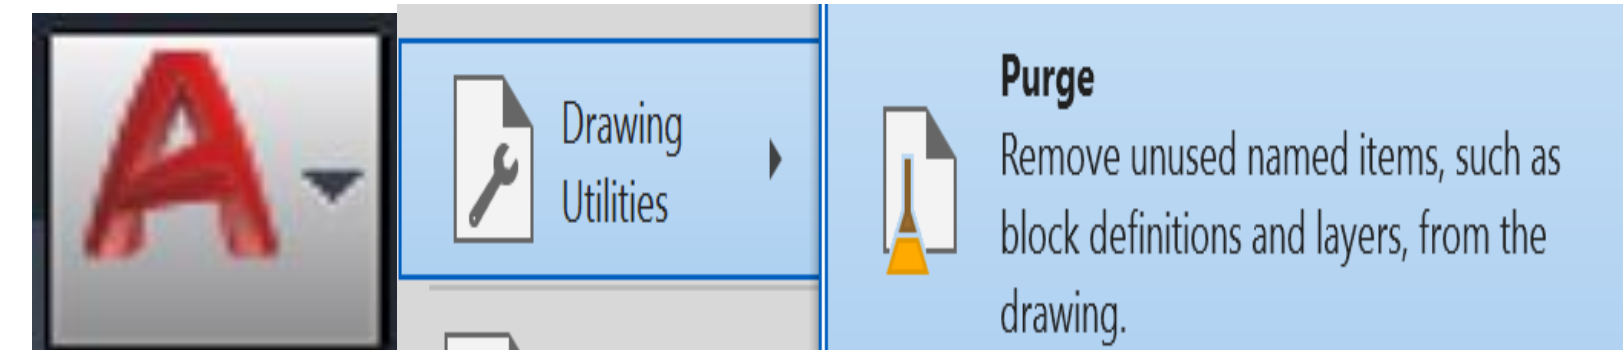 Drawing
Utilities
Purge
Remove unused named items, such as
block definitions and layers, from the
drawing.